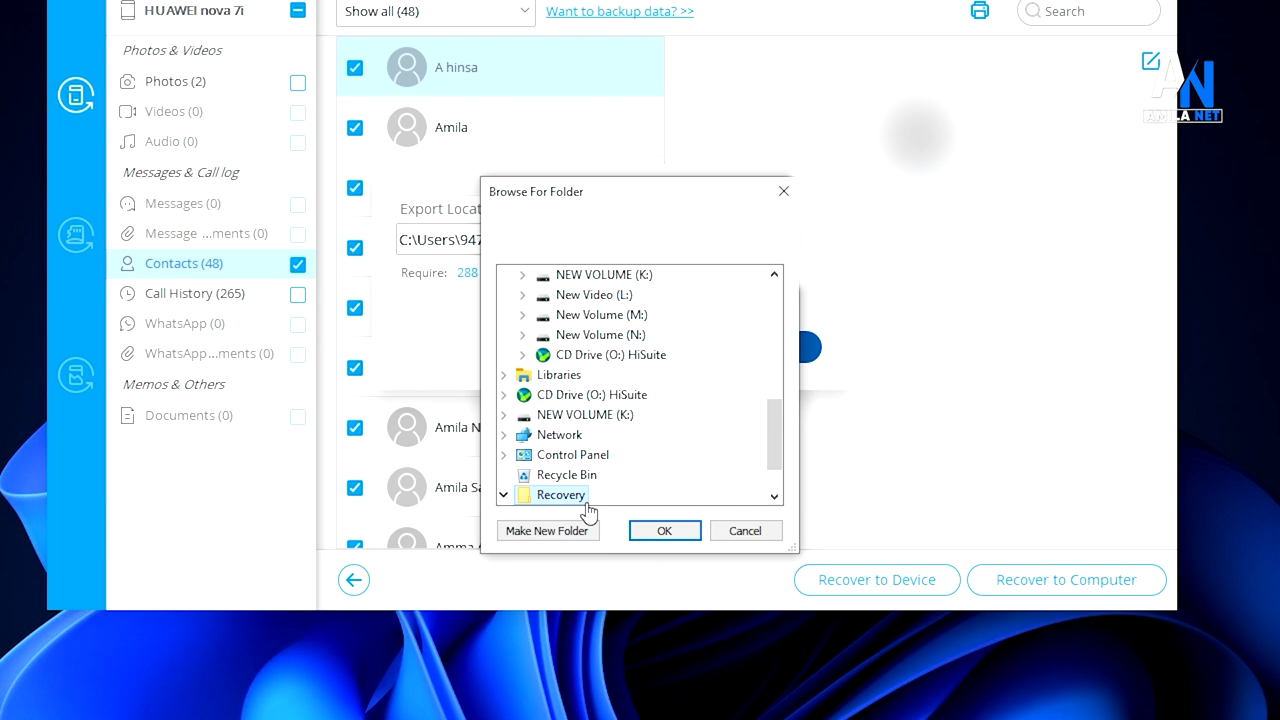 HUAWEI nova 7i
Show all (48)
Want to backup data? >>
Search
Photos & Videos
Photos (2)
Videos (0)
Audio (0)
Messages & Call log
Messages (0)
Message ...ments (0)
Contacts (48)
Call History (265)
WhatsApp (0)
WhatsApp...ments (0)
Memos & Others
Documents (0)
A hinsa
Amila
AN
AMILA NET
Export Locat
C:\Users\947
Require: 288
Browse For Folder
NEW VOLUME (K:)
New Video (L:)
New Volume (M:)
New Volume (N:)
CD Drive (O:) HiSuite
Libraries
CD Drive (O:) HiSuite
NEW VOLUME (K:)
Network
Control Panel
Recycle Bin
Recovery
Make New Folder
OK
Cancel
Amila N
Amila Sa
Amma
Recover to Device
Recover to Computer